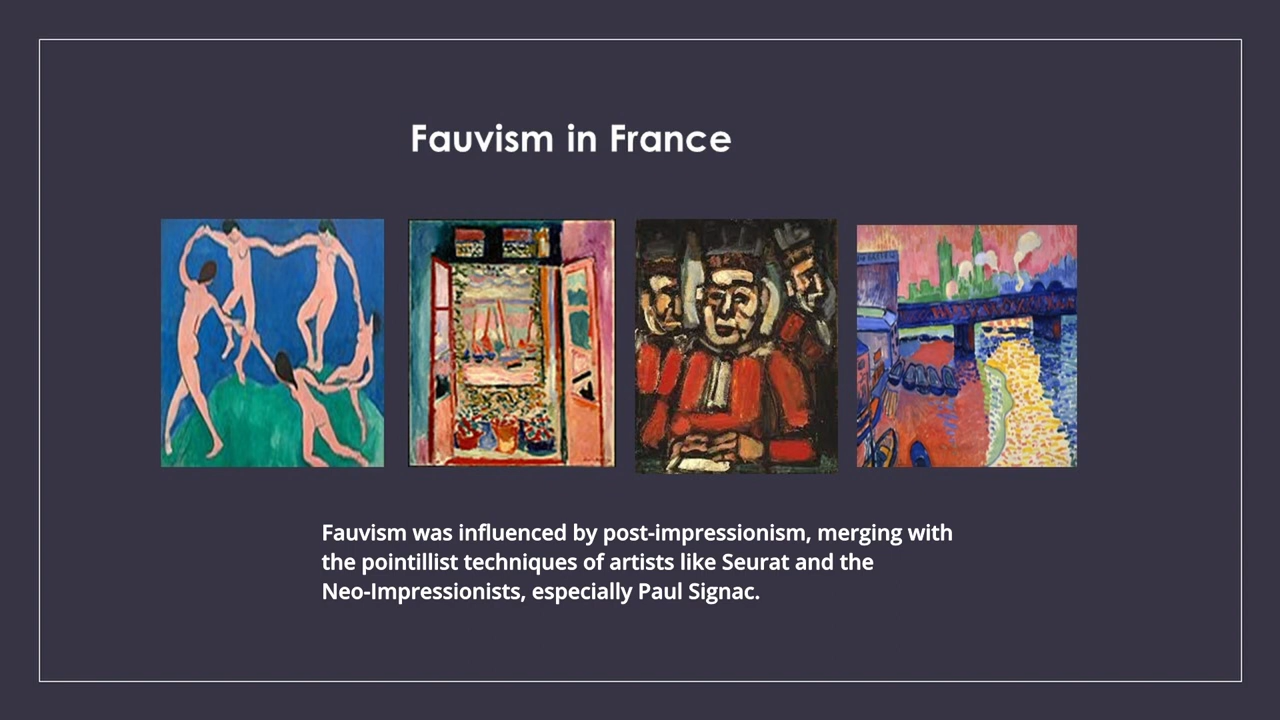 Fauvism in France
Fauvism was influenced by post-impressionism, merging with
the pointillist techniques of artists like Seurat and the
Neo-Impressionists, especially Paul Signac.